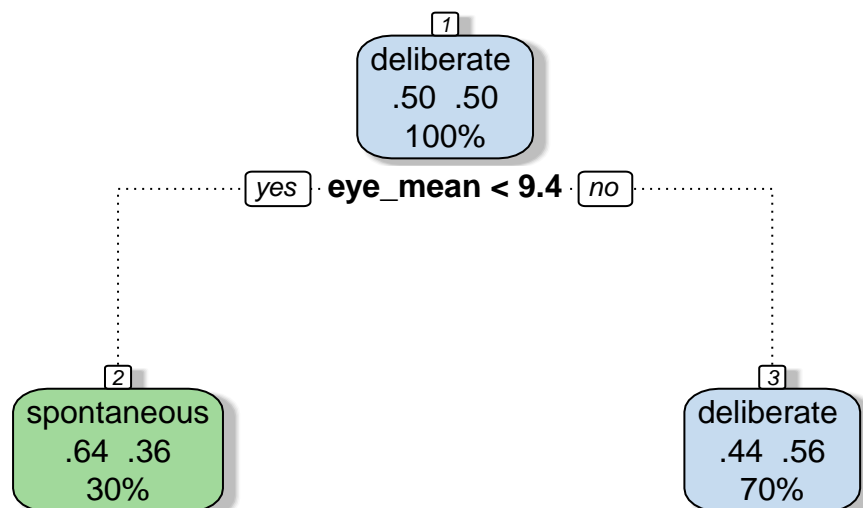 1
deliberate
.50 .50
100%
yes eye_mean < 9.4 no
2
spontaneous
.64 .36
30%
3
deliberate
.44 .56
70%